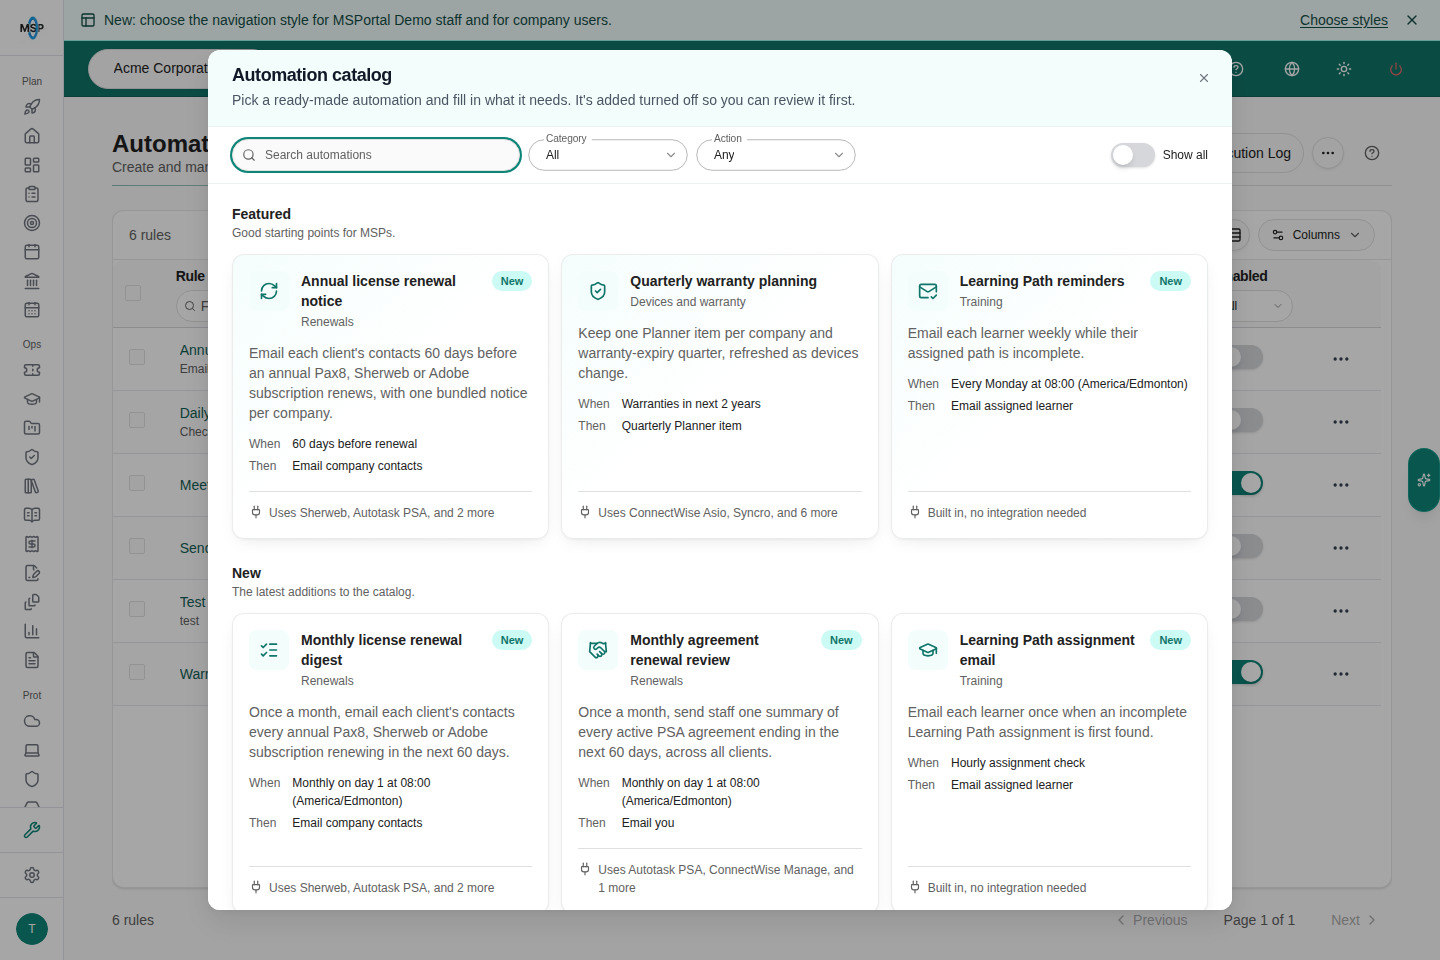 MSP
New: choose the navigation style for MSPortal Demo staff and for company users.
Choose styles
Acme Corporat
Plan
Ops
Prot
T
Automat
Create and mar
cution Log
6 rules
Columns
Rule
abled
Annu
Email
Daily
Chec
Meet
Send
Test
test
Warr
6 rules
Previous
Page 1 of 1
Next
Automation catalog
Pick a ready-made automation and fill in what it needs. It's added turned off so you can review it first.
Search automations
Category
All
Action
Any
Show all
Featured
Good starting points for MSPs.
Annual license renewal
notice
New
Renewals
Email each client's contacts 60 days before
an annual Pax8, Sherweb or Adobe
subscription renews, with one bundled notice
per company.
When 60 days before renewal
Then Email company contacts
Uses Sherweb, Autotask PSA, and 2 more
Quarterly warranty planning
Devices and warranty
Keep one Planner item per company and
warranty-expiry quarter, refreshed as devices
change.
When Warranties in next 2 years
Then Quarterly Planner item
Uses ConnectWise Asio, Syncro, and 6 more
Learning Path reminders
New
Training
Email each learner weekly while their
assigned path is incomplete.
When Every Monday at 08:00 (America/Edmonton)
Then Email assigned learner
Built in, no integration needed
New
The latest additions to the catalog.
Monthly license renewal
digest
New
Renewals
Once a month, email each client's contacts
every annual Pax8, Sherweb or Adobe
subscription renewing in the next 60 days.
When Monthly on day 1 at 08:00
(America/Edmonton)
Then Email company contacts
Uses Sherweb, Autotask PSA, and 2 more
Monthly agreement
renewal review
New
Renewals
Once a month, send staff one summary of
every active PSA agreement ending in the
next 60 days, across all clients.
When Monthly on day 1 at 08:00
(America/Edmonton)
Then Email you
Uses Autotask PSA, ConnectWise Manage, and
1 more
Learning Path assignment
email
New
Training
Email each learner once when an incomplete
Learning Path assignment is first found.
When Hourly assignment check
Then Email assigned learner
Built in, no integration needed